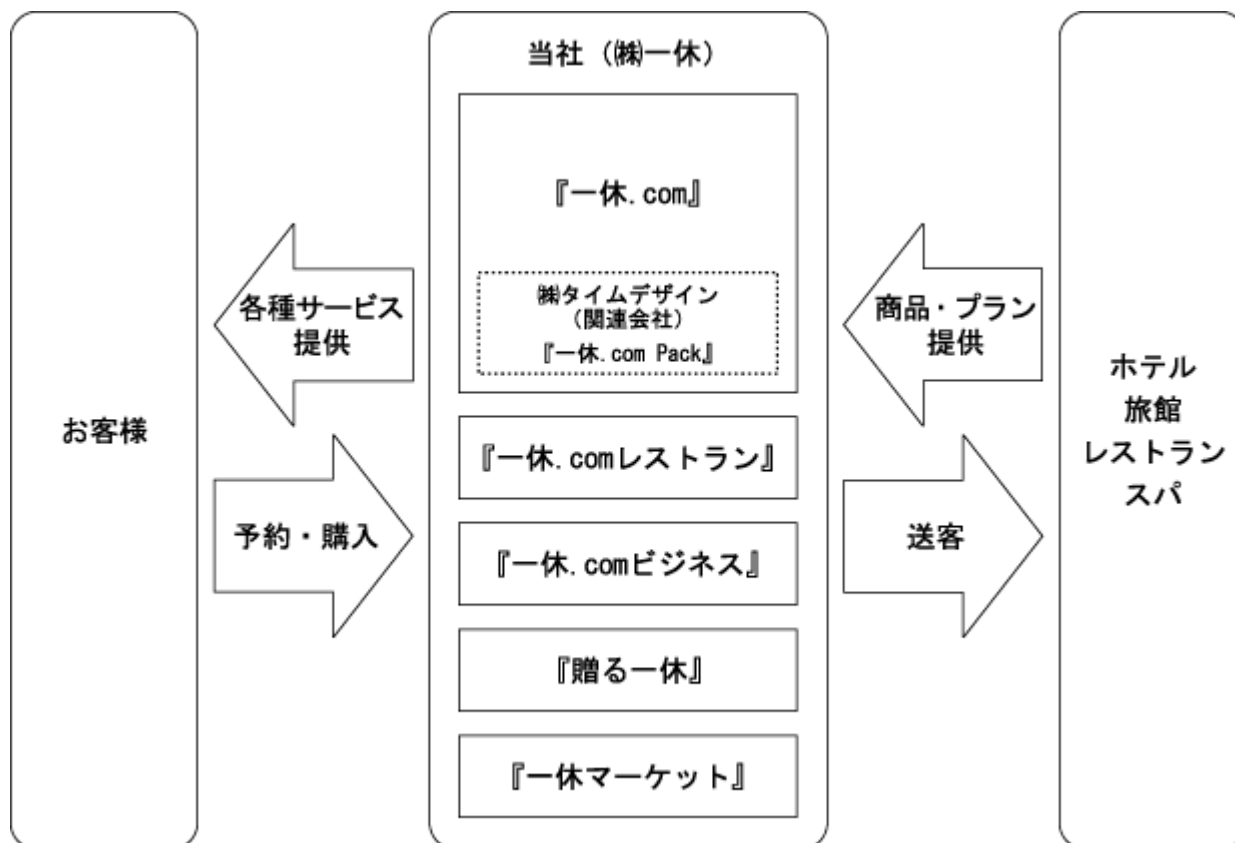 お客様
各種サービス
提供
予約・購入
当社（㈱一休）
『一休.com』
㈱タイムデザイン
（関連会社）
『一休.com Pack』
『一休.comレストラン』
『一休.comビジネス』
『贈る一休』
『一休マーケット』
商品・プラン
提供
送客
ホテル
旅館
レストラン
スパ